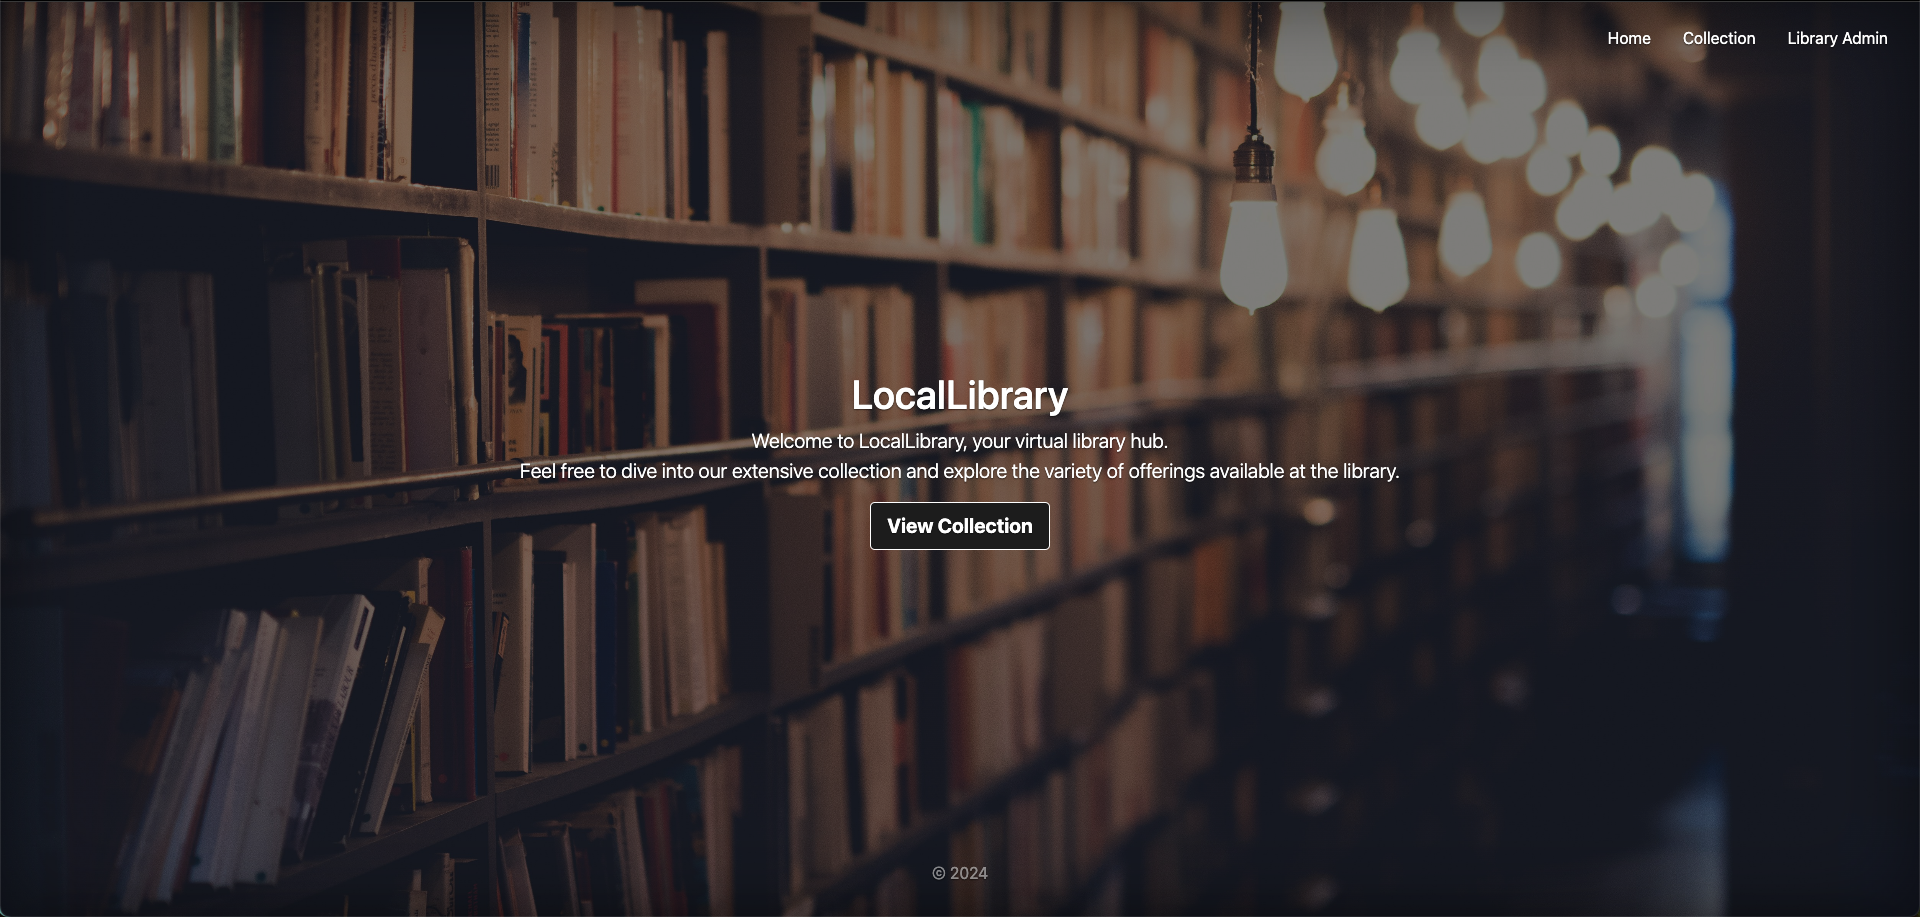 Home Collection Library Admin
LocalLibrary
Welcome to LocalLibrary, your virtual library hub.
Feel free to dive into our extensive collection and explore the variety of offerings available at the library.
View Collection
© 2024